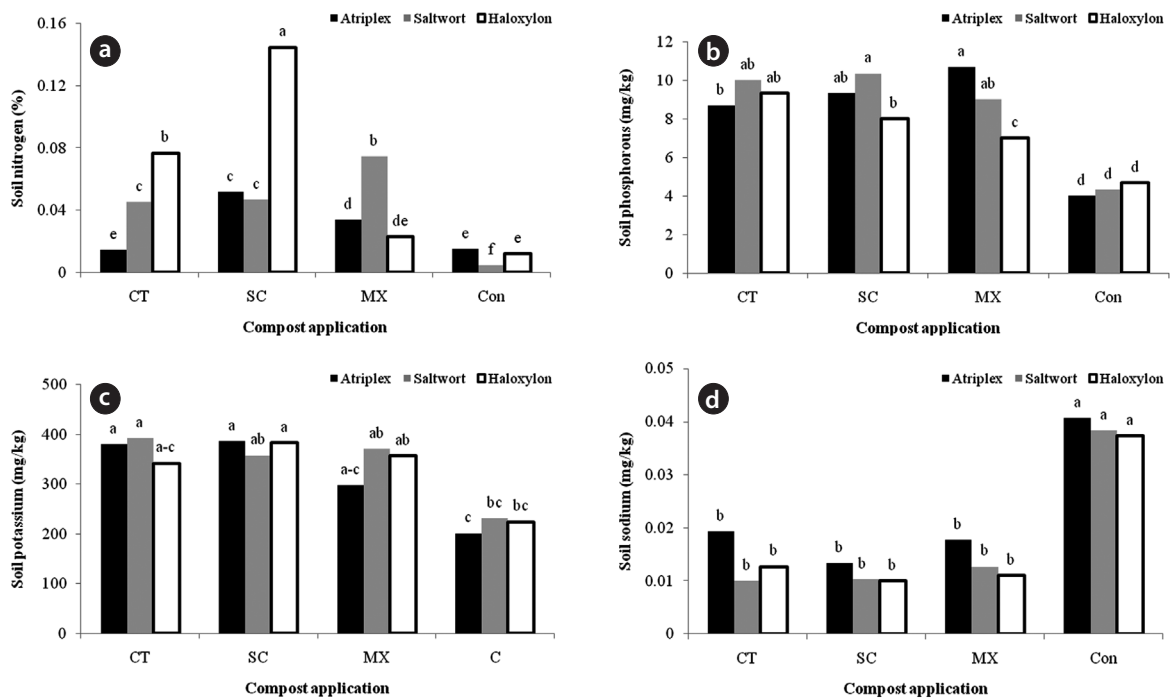 a
Atriplex Saltwort Haloxylon
Soil nitrogen (%)
0.16
0.12
0.08
0.04
0
e c b
c c a
d b de
e f e
CT SC MX Con
Compost application
b
Atriplex Saltwort Haloxylon
Soil phosphorous (mg/kg)
12
10
8
6
4
2
0
b ab ab
ab a b
a ab c
d d d
CT SC MX Con
Compost application
c
Atriplex Saltwort Haloxylon
Soil potassium (mg/kg)
500
400
300
200
100
0
a a a-c
a ab a
a-c ab ab
c bc bc
CT SC MX C
Compost application
d
Atriplex Saltwort Haloxylon
Soil sodium (mg/kg)
0.05
0.04
0.03
0.02
0.01
0
b b b
b b b
b b b
a a a
CT SC MX Con
Compost application